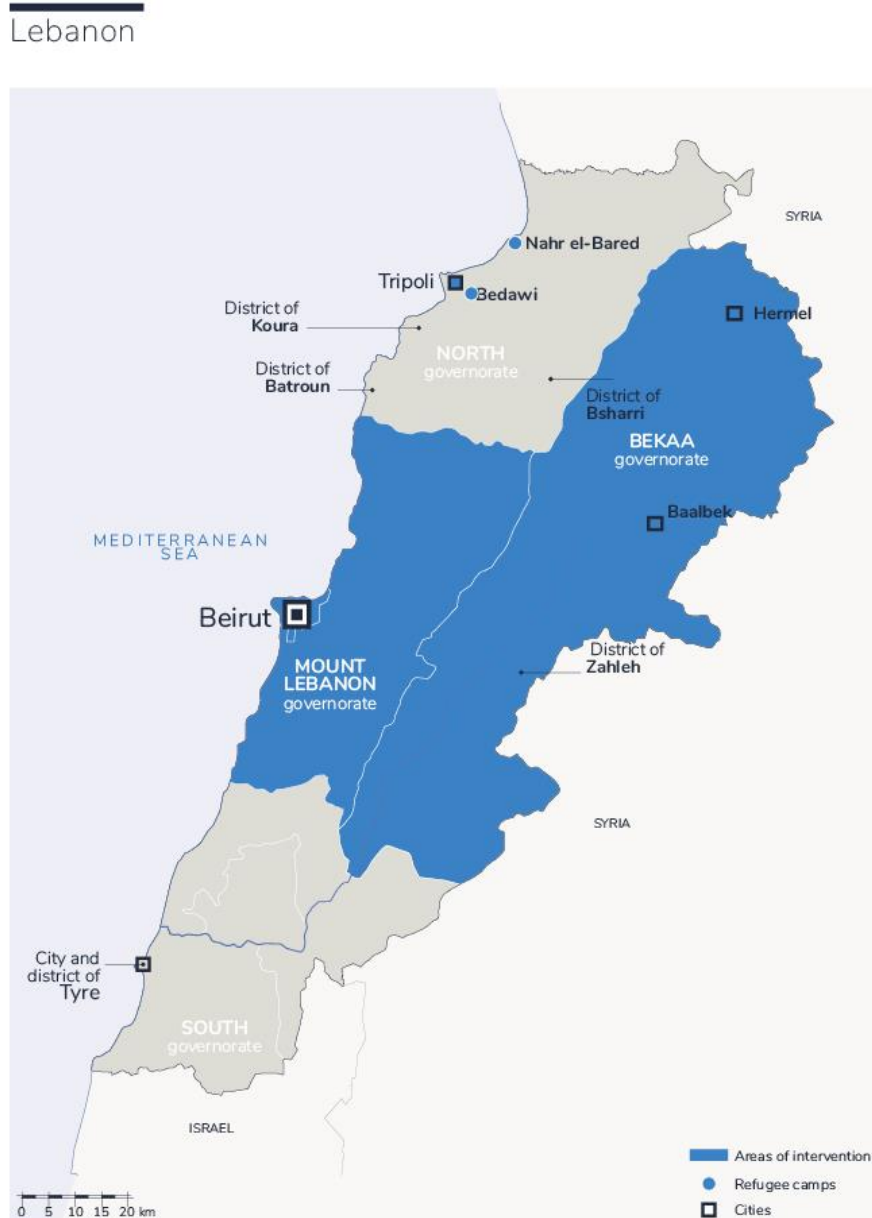 Lebanon
SYRIA
Nahr el-Bared
Tripoli
Bedawi
Hermel
District of
Koura
NORTH
governorate
District of
Batroun
District of
Bsharri
BEKAA
governorate
Baalbek
MEDITERRANEAN
SEA
Beirut
District of
Zahleh
MOUNT
LEBANON
governorate
SYRIA
City and
district of
Tyre
SOUTH
governorate
ISRAEL
Areas of intervention
Refugee camps
Cities
0 5 10 15 20 km